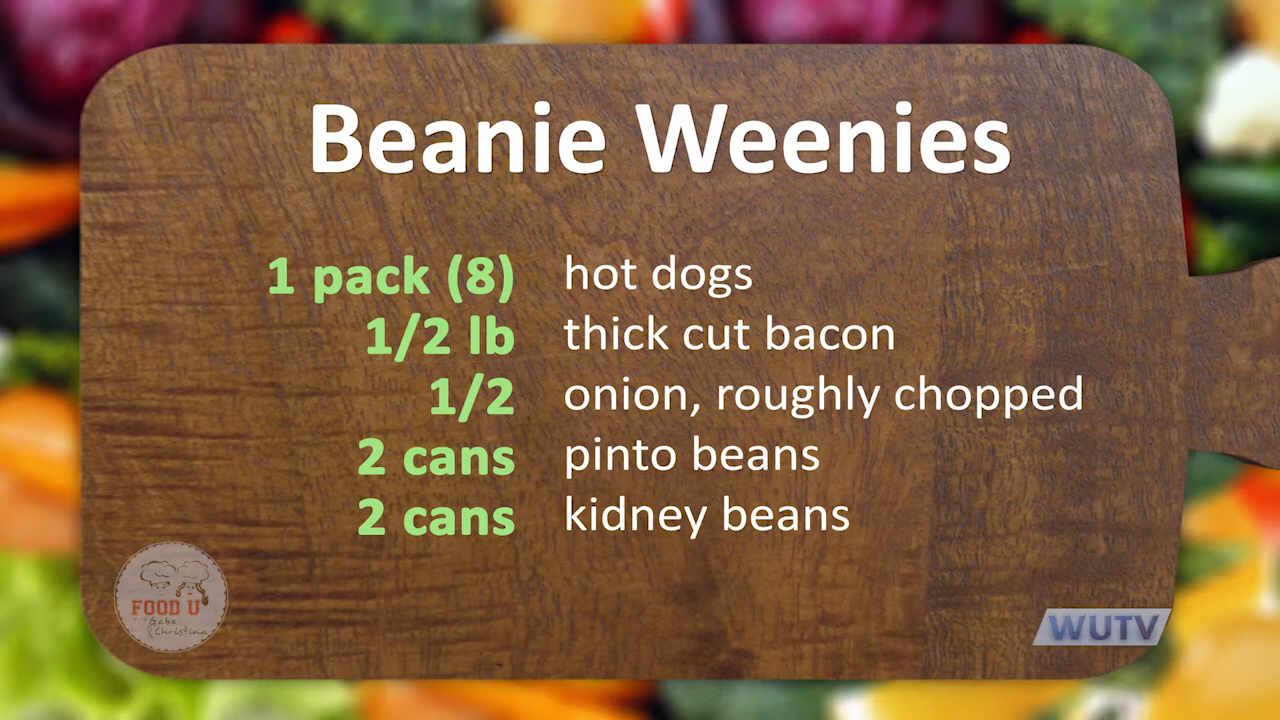 Beanie Weenies
1 pack (8) hot dogs
1/2 lb thick cut bacon
1/2 onion, roughly chopped
2 cans pinto beans
2 cans kidney beans
FOOD U
Gabe
Christina
WUTV